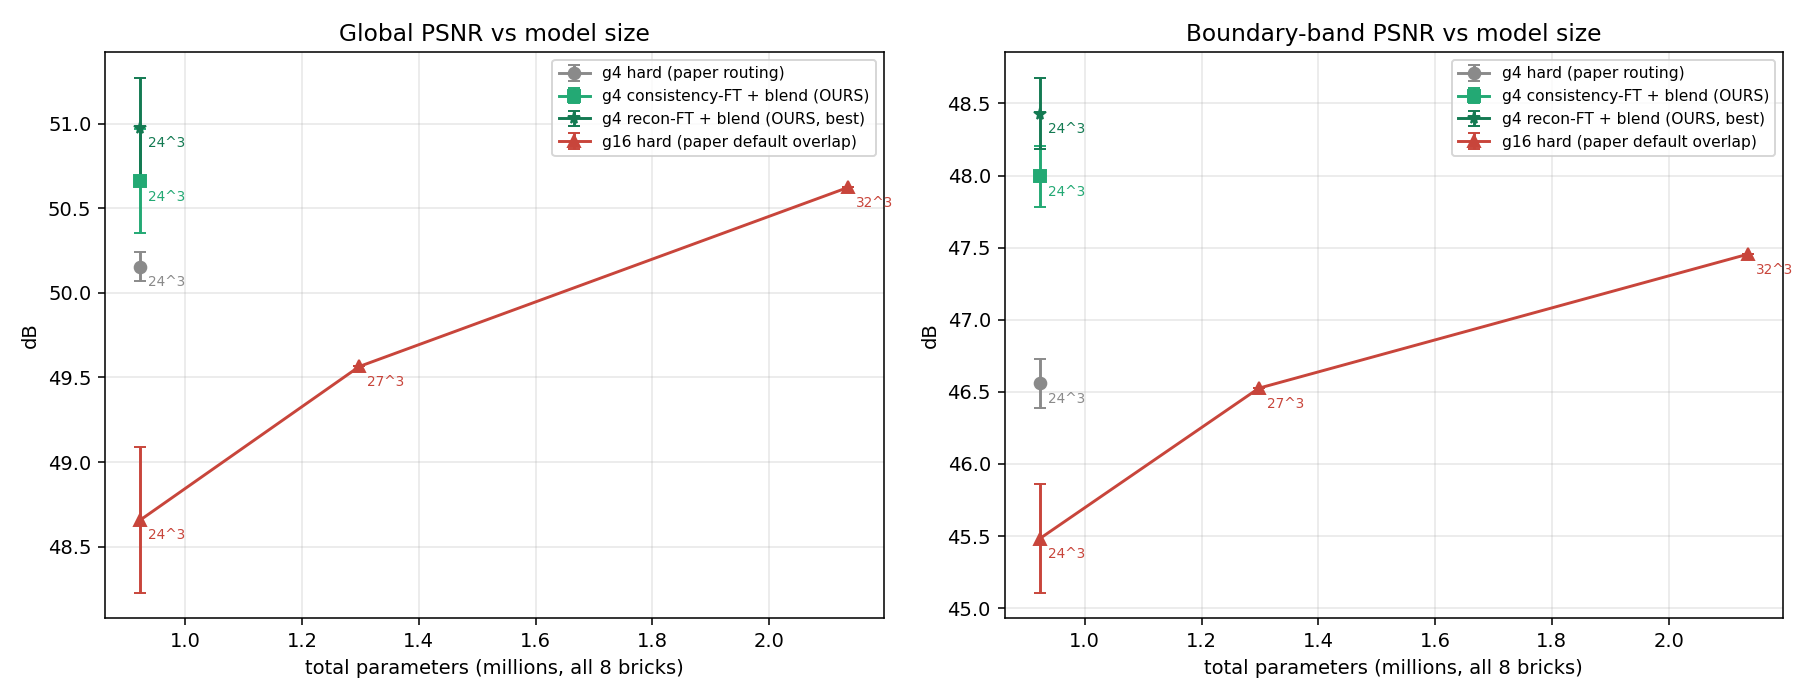 Global PSNR vs model size
g4 hard (paper routing)
g4 consistency-FT + blend (OURS)
g4 recon-FT + blend (OURS, best)
g16 hard (paper default overlap)
dB
51.0
50.5
50.0
49.5
49.0
48.5
24^3
24^3
24^3
24^3
27^3
32^3
1.0
1.2
1.4
1.6
1.8
2.0
total parameters (millions, all 8 bricks)
Boundary-band PSNR vs model size
g4 hard (paper routing)
g4 consistency-FT + blend (OURS)
g4 recon-FT + blend (OURS, best)
g16 hard (paper default overlap)
dB
48.5
48.0
47.5
47.0
46.5
46.0
45.5
45.0
24^3
24^3
24^3
24^3
27^3
32^3
1.0
1.2
1.4
1.6
1.8
2.0
total parameters (millions, all 8 bricks)